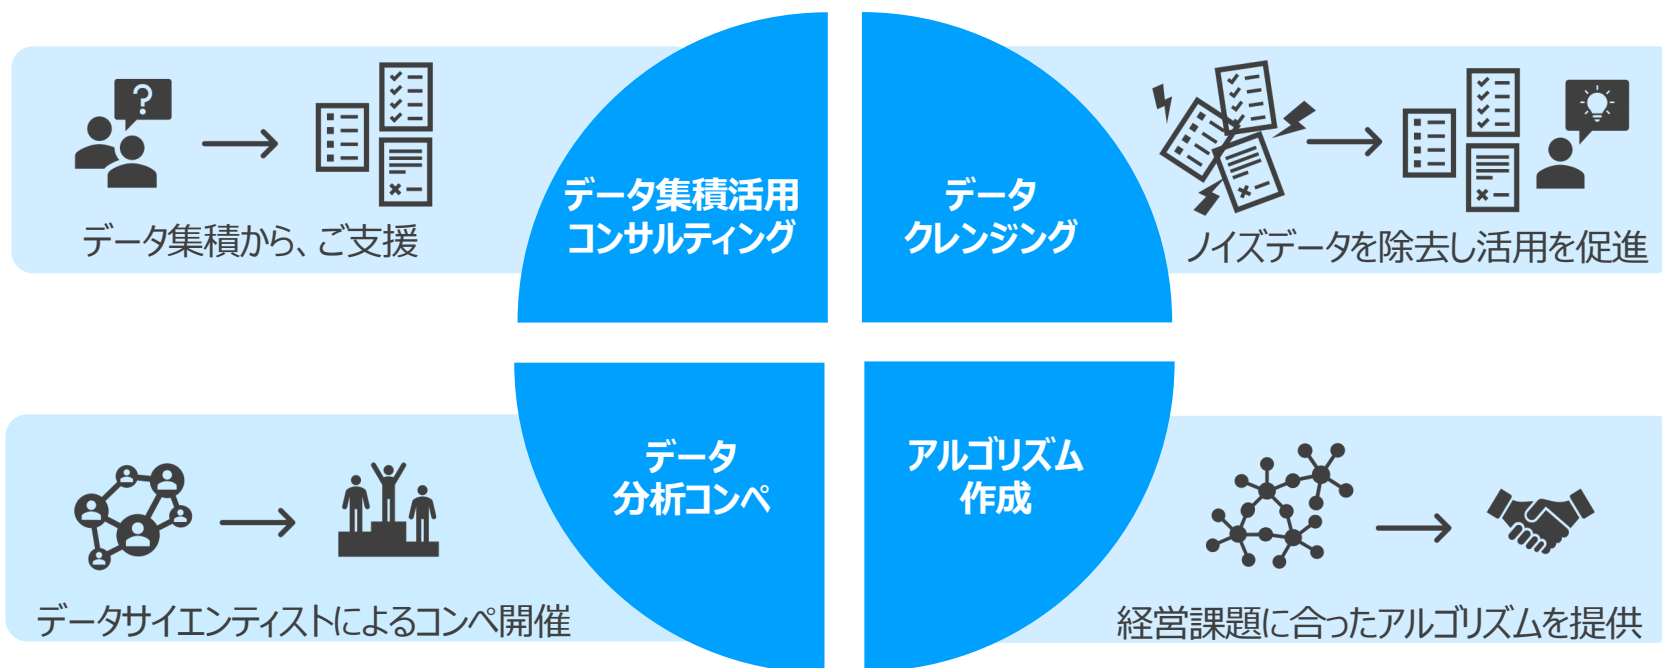 データ集積活用
コンサルティング
データ集積から、ご支援
データ
クレンジング
ノイズデータを除去し活用を促進
データ
分析コンペ
データサイエンティストによるコンペ開催
アルゴリズム
作成
経営課題に合ったアルゴリズムを提供